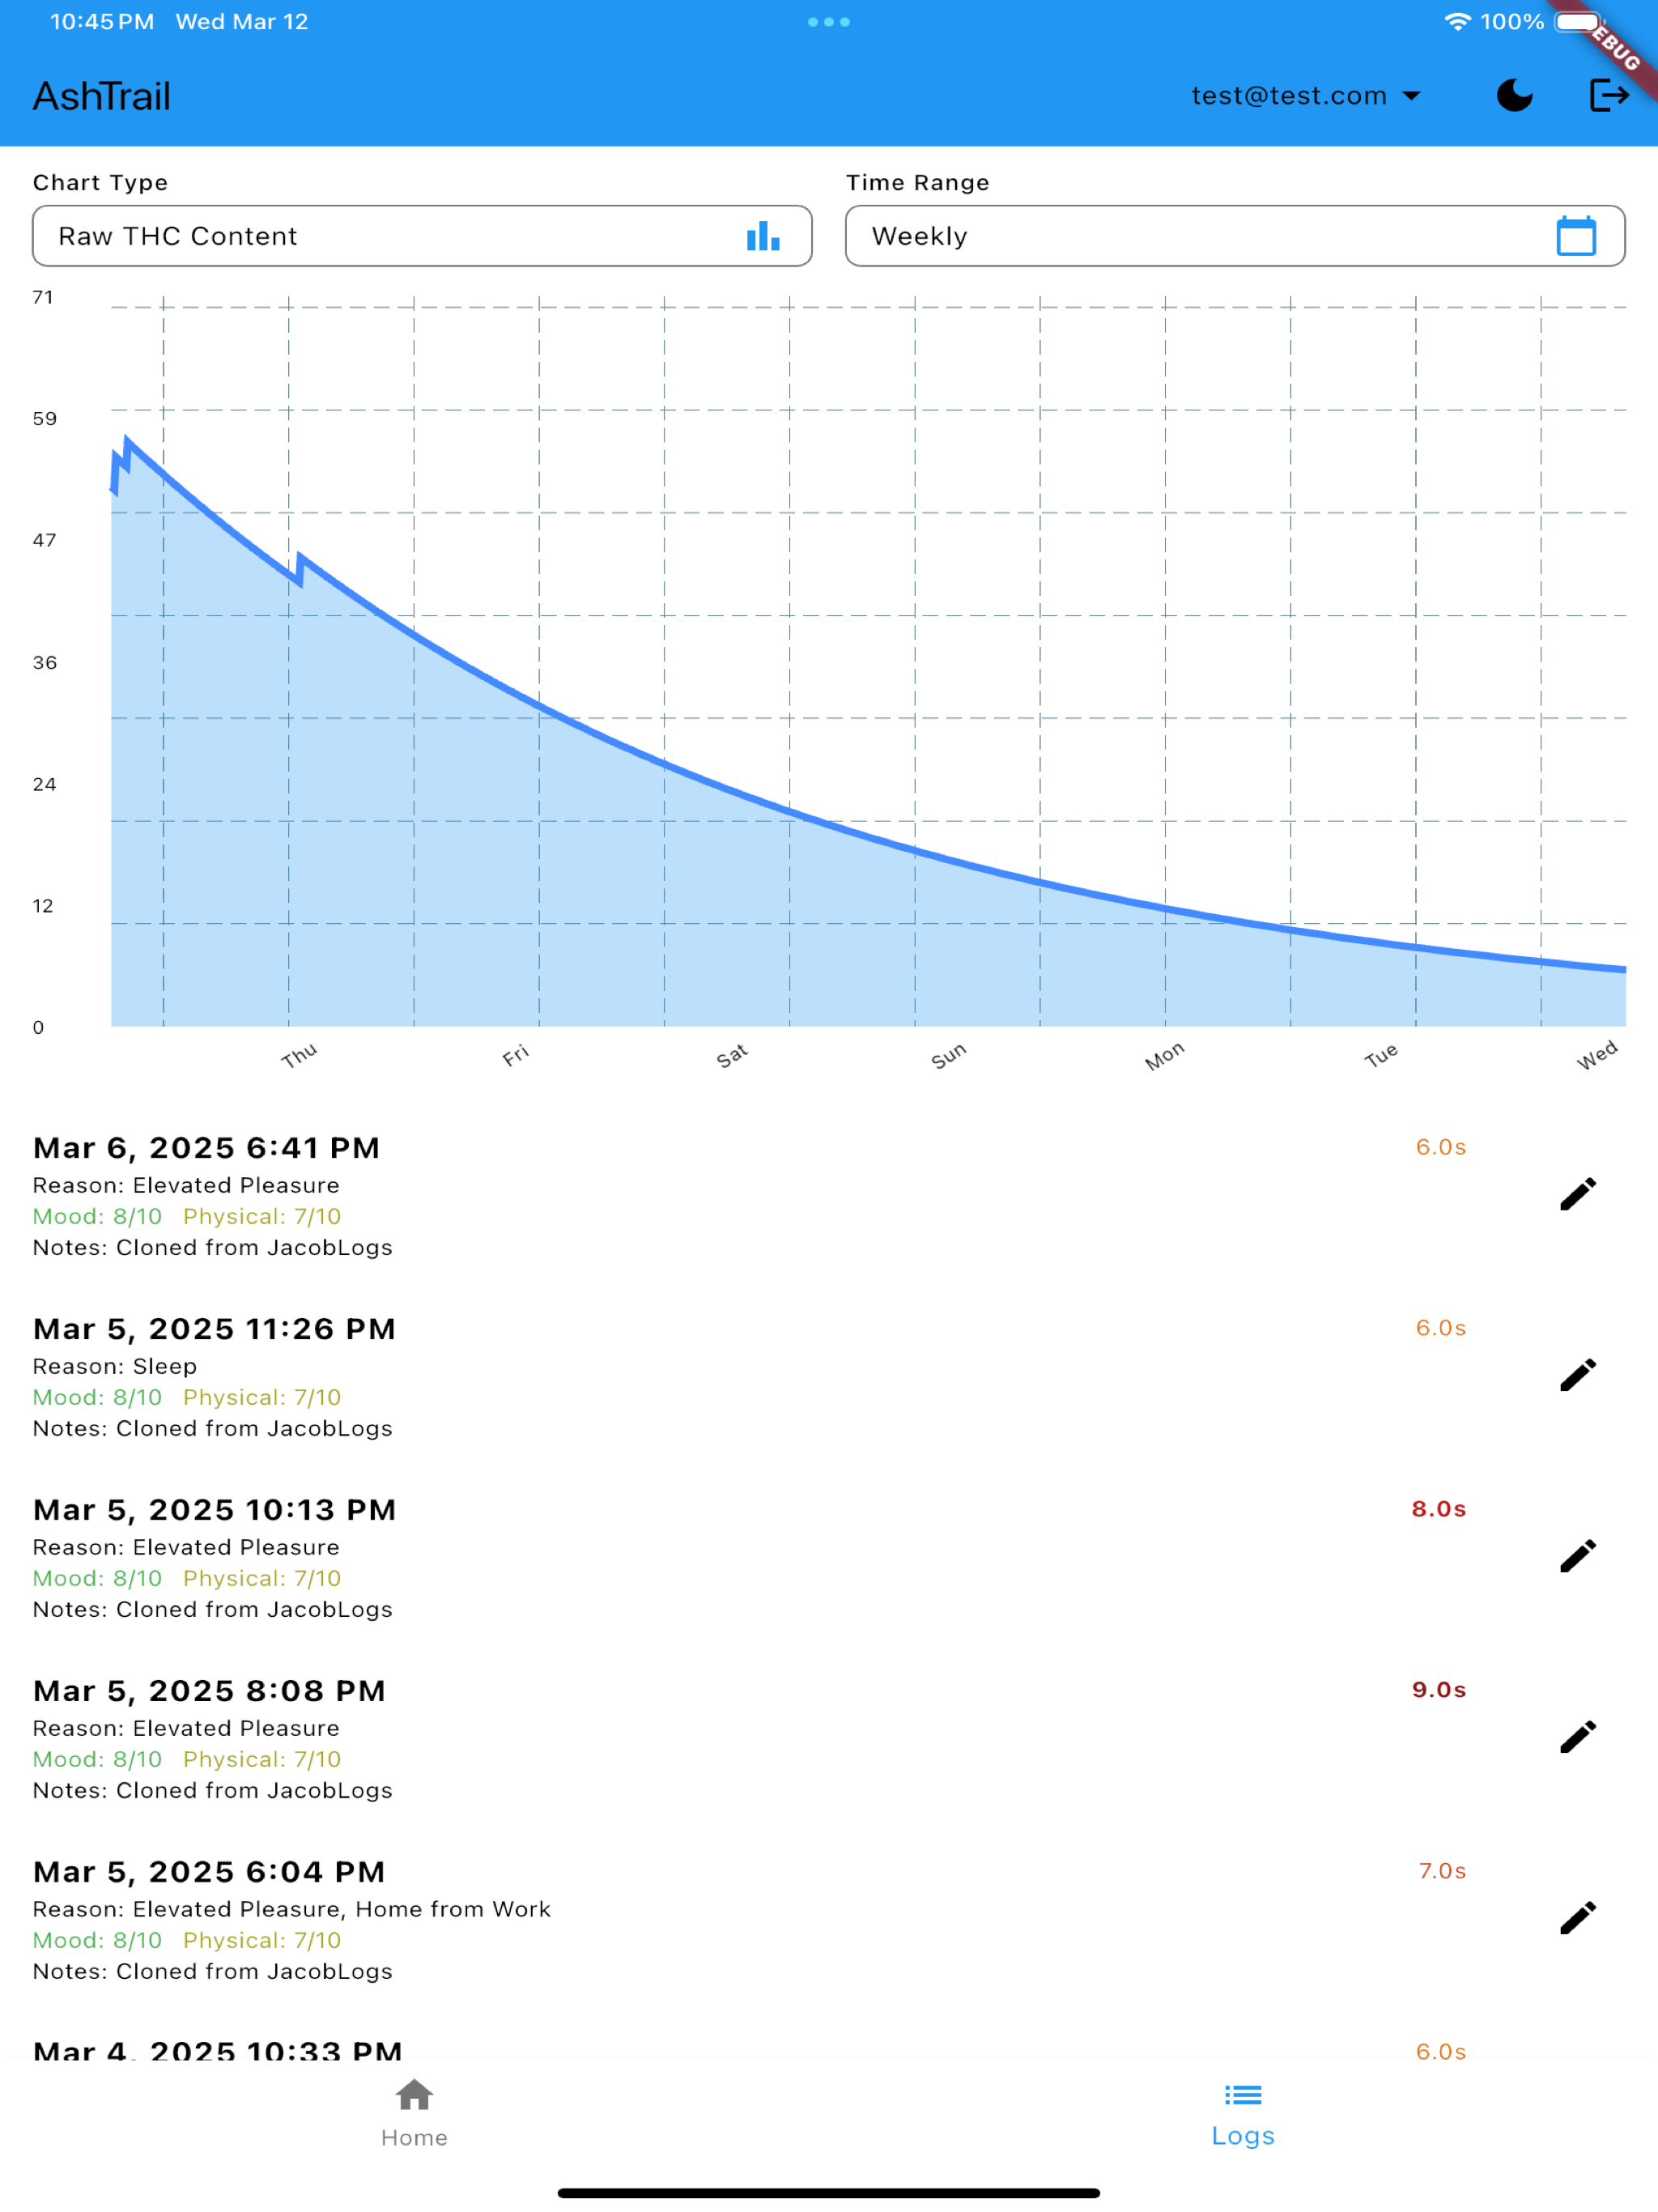 10:45 PM Wed Mar 12
100%
EBUG
AshTrail
test@test.com
Chart Type
Time Range
Raw THC Content
Weekly
71
59
47
36
24
12
0
Thu Fri Sat Sun Mon Tue Wed
Mar 6, 2025 6:41 PM
6.0s
Reason: Elevated Pleasure
Mood: 8/10 Physical: 7/10
Notes: Cloned from JacobLogs
Mar 5, 2025 11:26 PM
6.0s
Reason: Sleep
Mood: 8/10 Physical: 7/10
Notes: Cloned from JacobLogs
Mar 5, 2025 10:13 PM
8.0s
Reason: Elevated Pleasure
Mood: 8/10 Physical: 7/10
Notes: Cloned from JacobLogs
Mar 5, 2025 8:08 PM
9.0s
Reason: Elevated Pleasure
Mood: 8/10 Physical: 7/10
Notes: Cloned from JacobLogs
Mar 5, 2025 6:04 PM
7.0s
Reason: Elevated Pleasure, Home from Work
Mood: 8/10 Physical: 7/10
Notes: Cloned from JacobLogs
Mar 4, 2025 10:33 PM
6.0s
Home
Logs